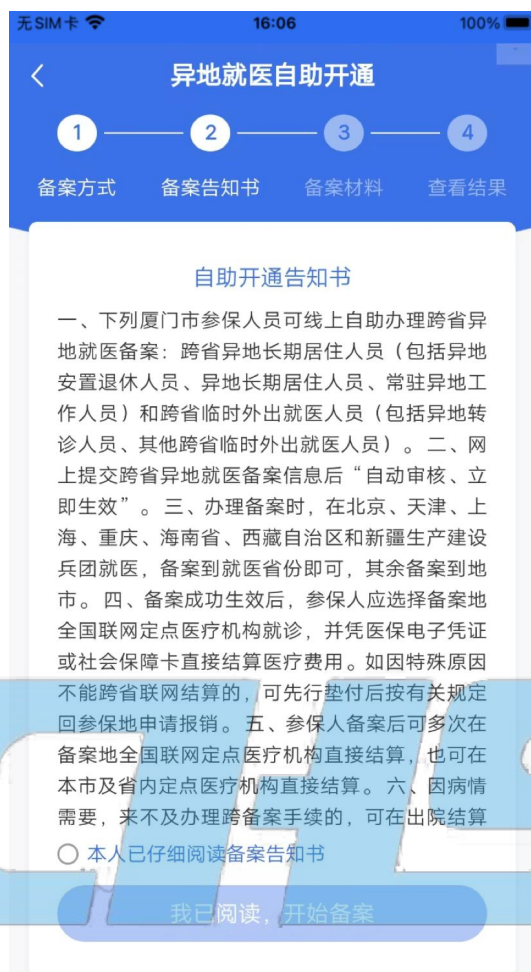 无SIM卡 16:06 100%
异地就医自助开通
1 2 3 4
备案方式 备案告知书 备案材料 查看结果
自助开通告知书
一、下列厦门市参保人员可线上自助办理跨省异
地就医备案：跨省异地长期居住人员（包括异地
安置退休人员、异地长期居住人员、常驻异地工
作人员）和跨省临时外出就医人员（包括异地转
诊人员、其他跨省临时外出就医人员）。二、网
上提交跨省异地就医备案信息后“自动审核、立
即生效”。三、办理备案时，在北京、天津、上
海、重庆、海南省、西藏自治区和新疆生产建设
兵团就医，备案到就医省份即可，其余备案到地
市。四、备案成功生效后，参保人应选择备案地
全国联网定点医疗机构就诊，并凭医保电子凭证
或社会保障卡直接结算医疗费用。如因特殊原因
不能跨省联网结算的，可先行垫付后按有关规定
回参保地申请报销。五、参保人备案后可多次在
备案地全国联网定点医疗机构直接结算，也可在
本市及省内定点医疗机构直接结算。六、因病情
需要，来不及办理跨备案手续的，可在出院结算
本人已仔细阅读备案告知书
我已阅读，开始备案